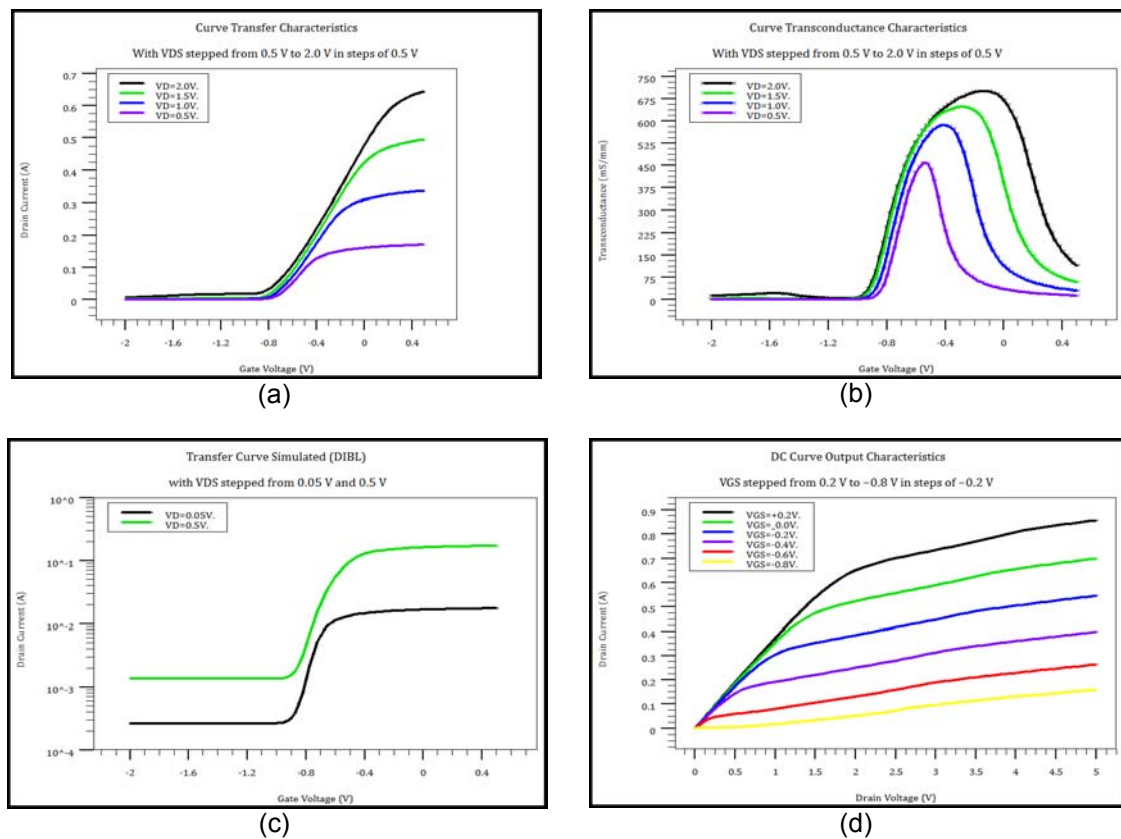 Curve Transfer Characteristics
With VDS stepped from 0.5 V to 2.0 V in steps of 0.5 V
VD=2.0V.
VD=1.5V.
VD=1.0V.
VD=0.5V.
Drain Current (A)
0.7
0.6
0.5
0.4
0.3
0.2
0.1
0
-2 -1.6 -1.2 -0.8 -0.4 0 0.4
Gate Voltage (V)
(a)
Curve Transconductance Characteristics
With VDS stepped from 0.5 V to 2.0 V in steps of 0.5 V
VD=2.0V.
VD=1.5V.
VD=1.0V.
VD=0.5V.
Transconductance (mS/mm)
750
675
600
525
450
375
300
225
150
75
0
-2 -1.6 -1.2 -0.8 -0.4 0 0.4
Gate Voltage (V)
(b)
Transfer Curve Simulated (DIBL)
with VDS stepped from 0.05 V and 0.5 V
VD=0.05V.
VD=0.5V.
Drain Current (A)
10^0
10^-1
10^-2
10^-3
10^-4
-2 -1.6 -1.2 -0.8 -0.4 0 0.4
Gate Voltage (V)
(c)
DC Curve Output Characteristics
VGS stepped from 0.2 V to −0.8 V in steps of −0.2 V
VGS=+0.2V.
VGS=_0.0V.
VGS=-0.2V.
VGS=-0.4V.
VGS=-0.6V.
VGS=-0.8V.
Drain Current (A)
0.9
0.8
0.7
0.6
0.5
0.4
0.3
0.2
0.1
0
0 0.5 1 1.5 2 2.5 3 3.5 4 4.5 5
Drain Voltage (V)
(d)